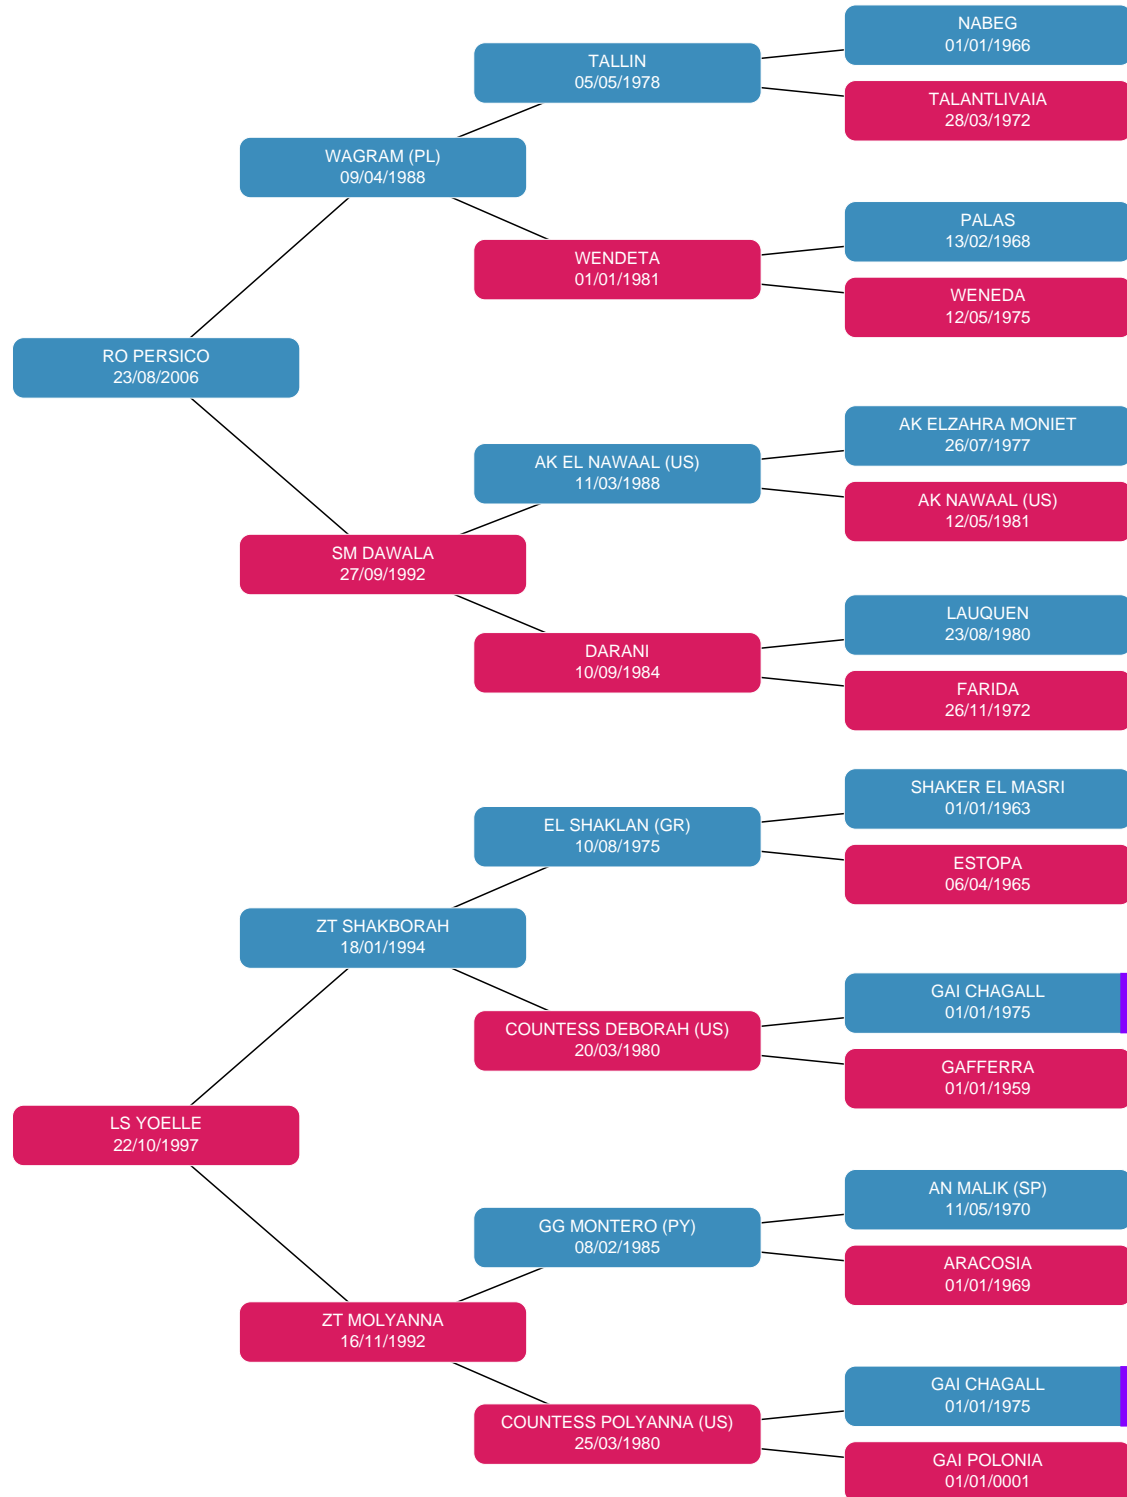 NABEG
01/01/1966
TALLIN
05/05/1978
TALANTLIVAIA
28/03/1972
WAGRAM (PL)
09/04/1988
PALAS
13/02/1968
WENDETA
01/01/1981
WENEDA
12/05/1975
RO PERSICO
23/08/2006
AK ELZAHRA MONIET
26/07/1977
AK EL NAWAAL (US)
11/03/1988
AK NAWAAL (US)
12/05/1981
SM DAWALA
27/09/1992
LAUQUEN
23/08/1980
DARANI
10/09/1984
FARIDA
26/11/1972
SHAKER EL MASRI
01/01/1963
EL SHAKLAN (GR)
10/08/1975
ESTOPA
06/04/1965
ZT SHAKBORAH
18/01/1994
GAI CHAGALL
01/01/1975
COUNTESS DEBORAH (US)
20/03/1980
GAFFERRA
01/01/1959
LS YOELLE
22/10/1997
AN MALIK (SP)
11/05/1970
GG MONTERO (PY)
08/02/1985
ARACOSIA
01/01/1969
ZT MOLYANNA
16/11/1992
GAI CHAGALL
01/01/1975
COUNTESS POLYANNA (US)
25/03/1980
GAI POLONIA
01/01/0001